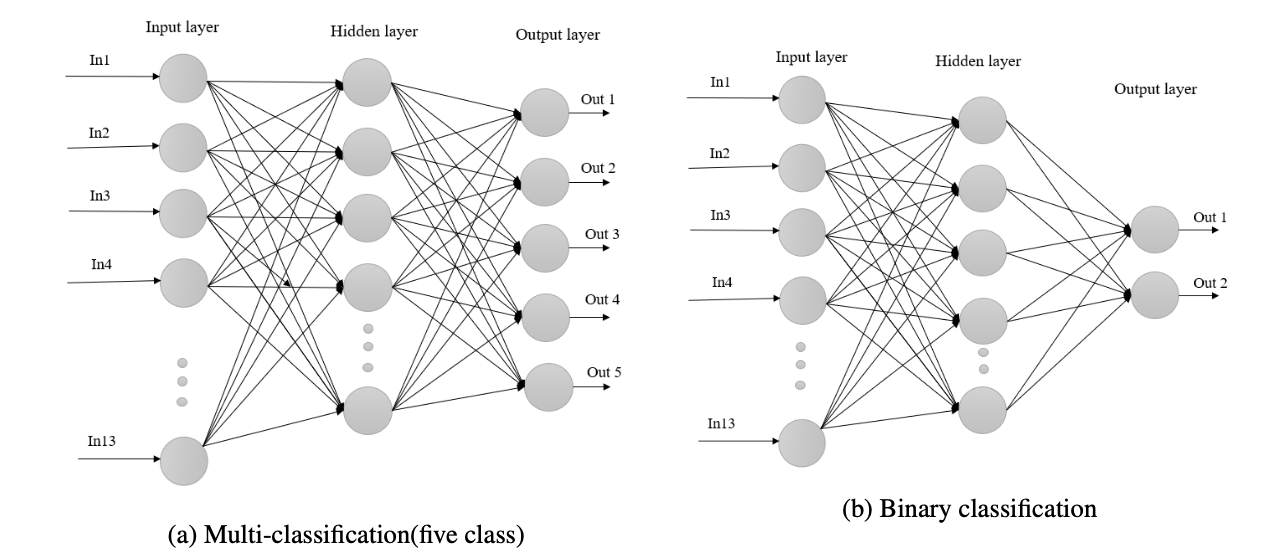 Input layer
Hidden layer
Output layer
In1
In2
In3
In4
In13
Out 1
Out 2
Out 3
Out 4
Out 5
(a) Multi-classification(five class)
Input layer
Hidden layer
Output layer
In1
In2
In3
In4
In13
Out 1
Out 2
(b) Binary classification